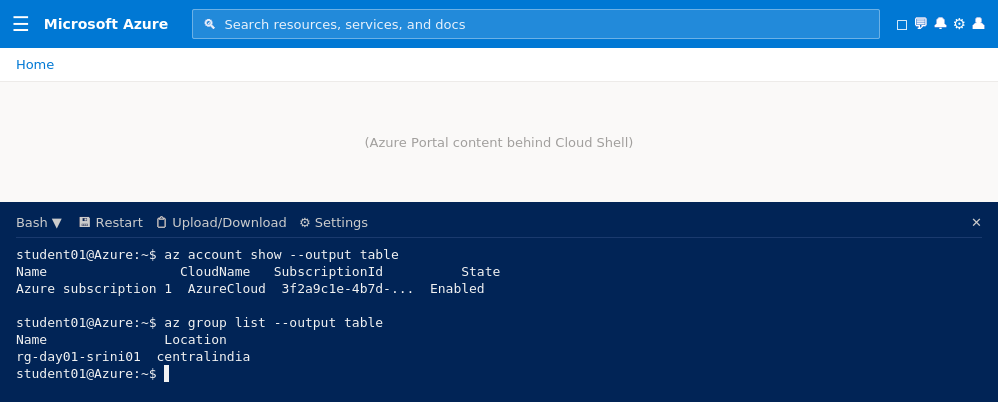 Microsoft Azure
Search resources, services, and docs
Home
(Azure Portal content behind Cloud Shell)
Bash ▼ Restart Upload/Download Settings ✕
student01@Azure:~$ az account show --output table
Name                 CloudName   SubscriptionId          State
Azure subscription 1  AzureCloud  3f2a9c1e-4b7d-...  Enabled
student01@Azure:~$ az group list --output table
Name               Location
rg-day01-srini01  centralindia
student01@Azure:~$